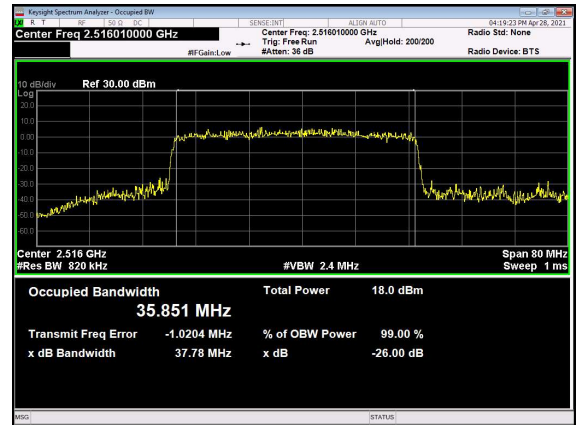 Keysight Spectrum Analyzer - Occupied BW
R T RF 50 Ω DC SENSE:INT ALIGN AUTO 04:19:23 PM Apr 28, 2021
Center Freq 2.516010000 GHz Center Freq: 2.516010000 GHz Radio Std: None
Trig: Free Run Avg|Hold: 200/200
#IFGain:Low #Atten: 36 dB Radio Device: BTS
10 dB/div Ref 30.00 dBm
Log
20.0
10.0
0.00
-10.0
-20.0
-30.0
-40.0
-50.0
-60.0
Center 2.516 GHz Span 80 MHz
#Res BW 820 kHz #VBW 2.4 MHz Sweep 1 ms
Occupied Bandwidth Total Power 18.0 dBm
35.851 MHz
Transmit Freq Error -1.0204 MHz % of OBW Power 99.00 %
x dB Bandwidth 37.78 MHz x dB -26.00 dB
MSG STATUS